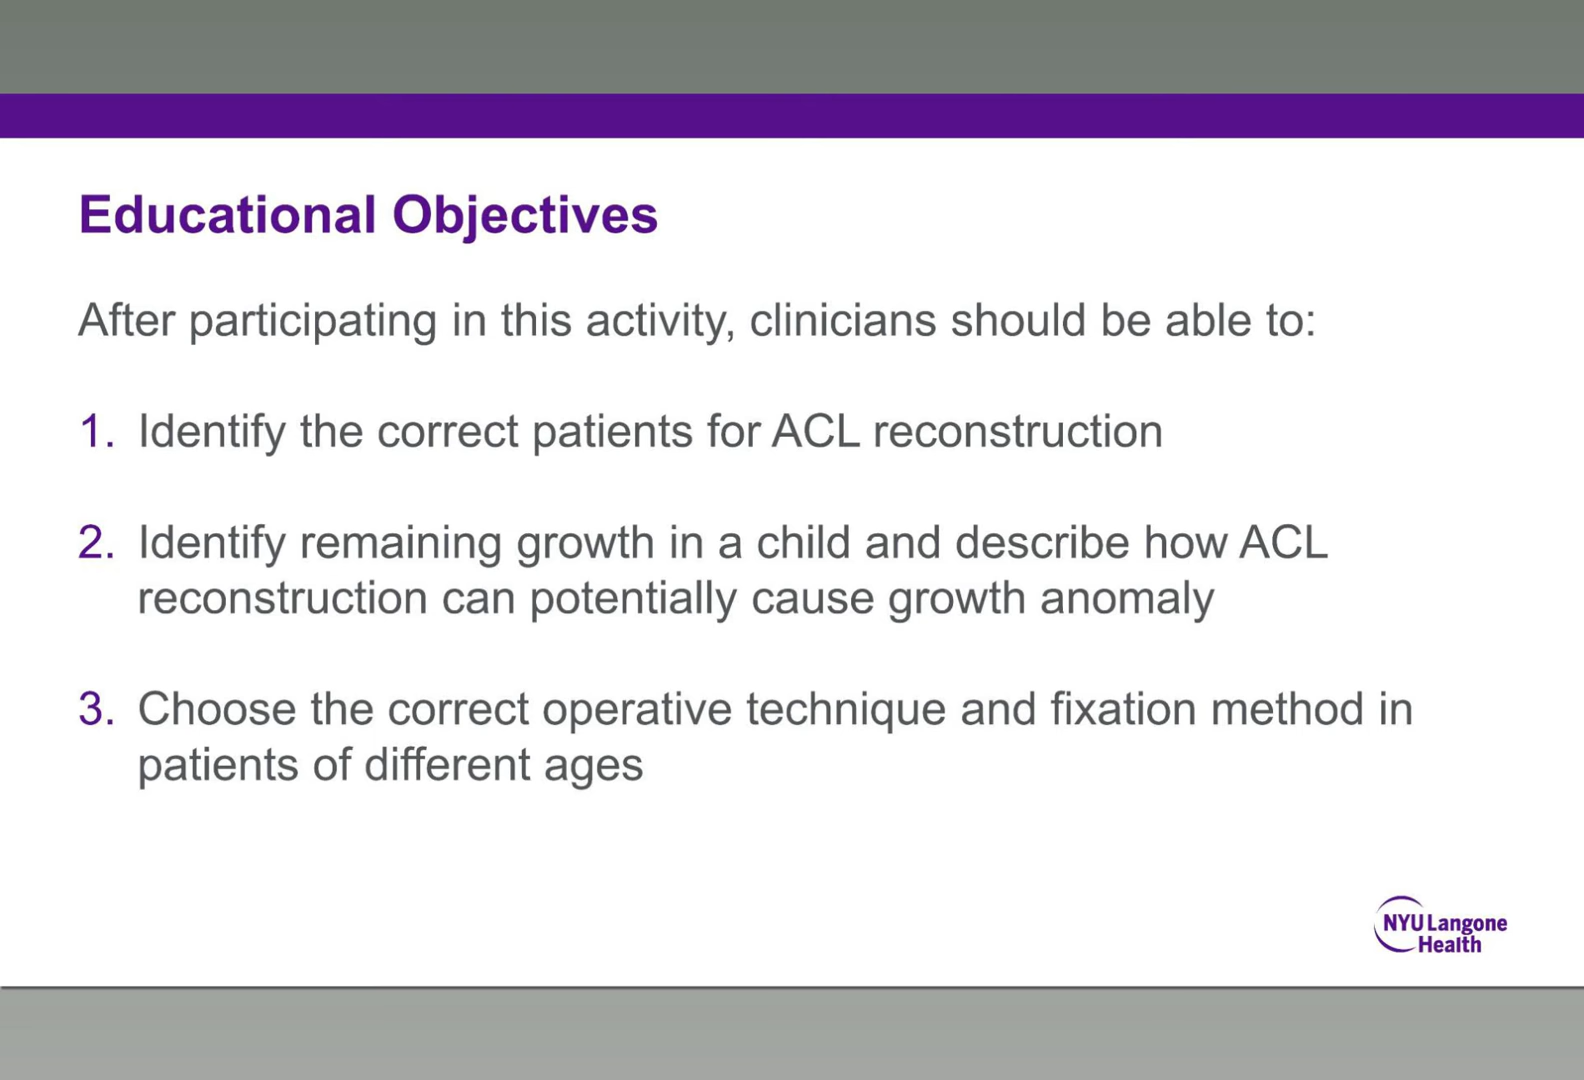 Educational Objectives
After participating in this activity, clinicians should be able to:
1. Identify the correct patients for ACL reconstruction
2. Identify remaining growth in a child and describe how ACL
reconstruction can potentially cause growth anomaly
3. Choose the correct operative technique and fixation method in
patients of different ages
NYU Langone
Health